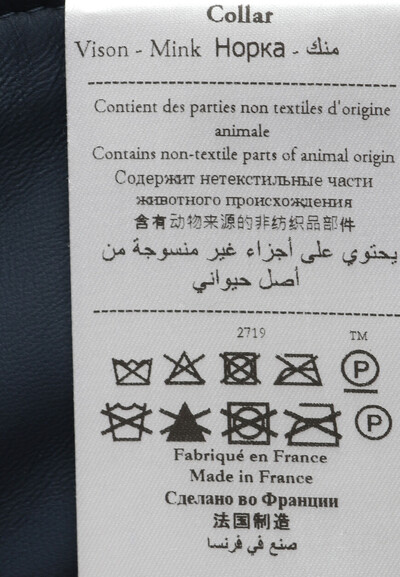 Collar
Vison - Mink Норка - منك
Contient des parties non textiles d'origine
animale
Contains non-textile parts of animal origin
Содержит нетекстильные части
животного происхождения
含有动物来源的非纺织品部件
يحتوي على أجزاء غير منسوجة من
أصل حيواني
2719 TM
P
P
Fabriqué en France
Made in France
Сделано во Франции
法国制造
صنع في فرنسا